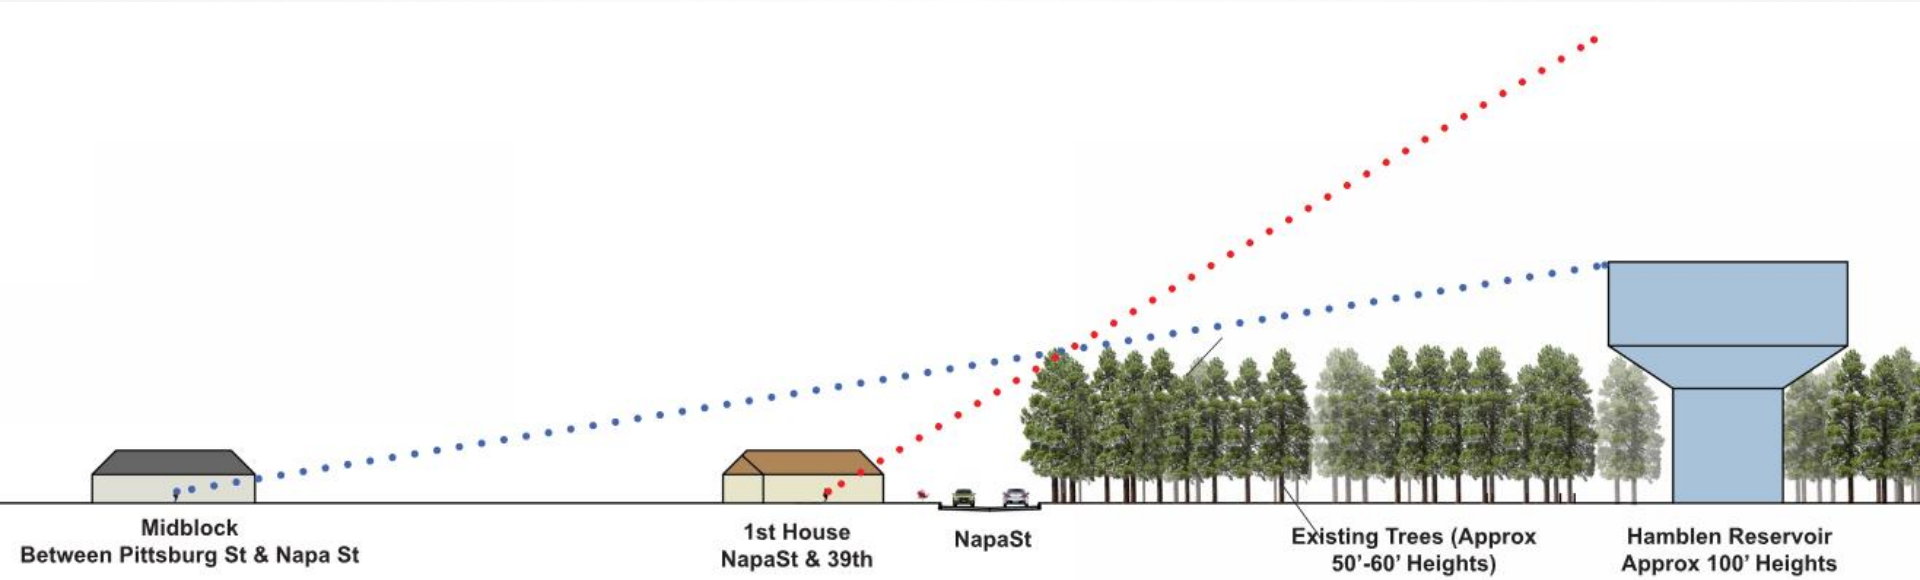 Midblock
Between Pittsburg St & Napa St
1st House
NapaSt & 39th
NapaSt
Existing Trees (Approx
50'-60' Heights)
Hamblen Reservoir
Approx 100' Heights